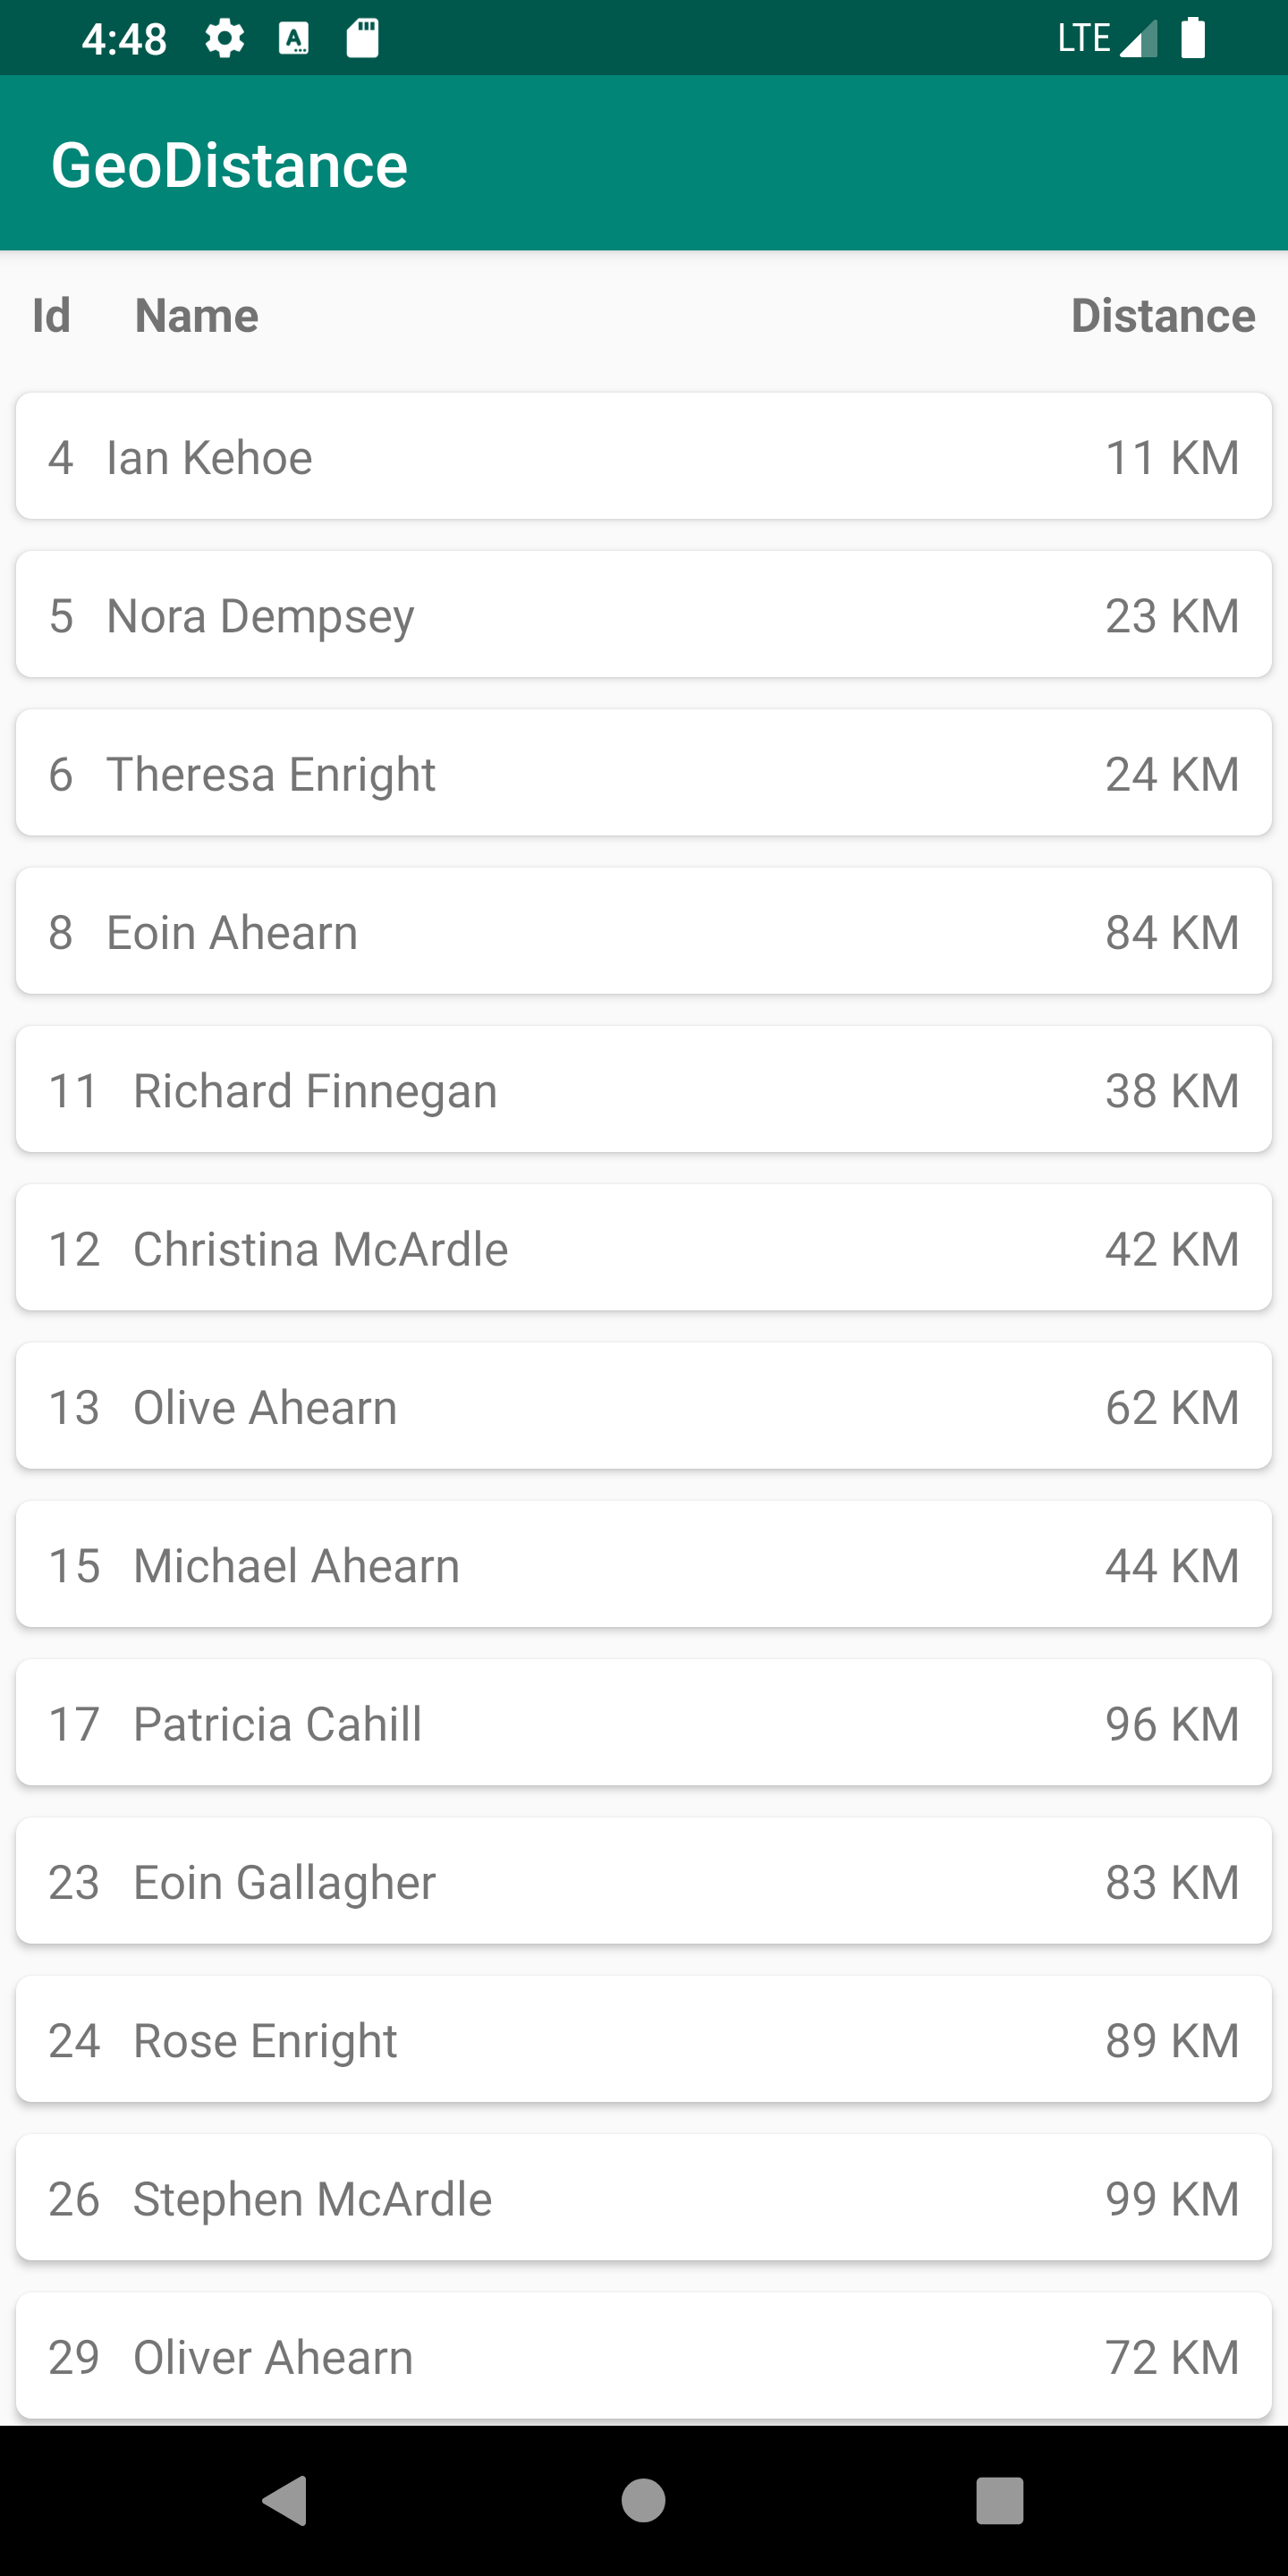 4:48 LTE
GeoDistance
Id Name Distance
4 Ian Kehoe 11 KM
5 Nora Dempsey 23 KM
6 Theresa Enright 24 KM
8 Eoin Ahearn 84 KM
11 Richard Finnegan 38 KM
12 Christina McArdle 42 KM
13 Olive Ahearn 62 KM
15 Michael Ahearn 44 KM
17 Patricia Cahill 96 KM
23 Eoin Gallagher 83 KM
24 Rose Enright 89 KM
26 Stephen McArdle 99 KM
29 Oliver Ahearn 72 KM